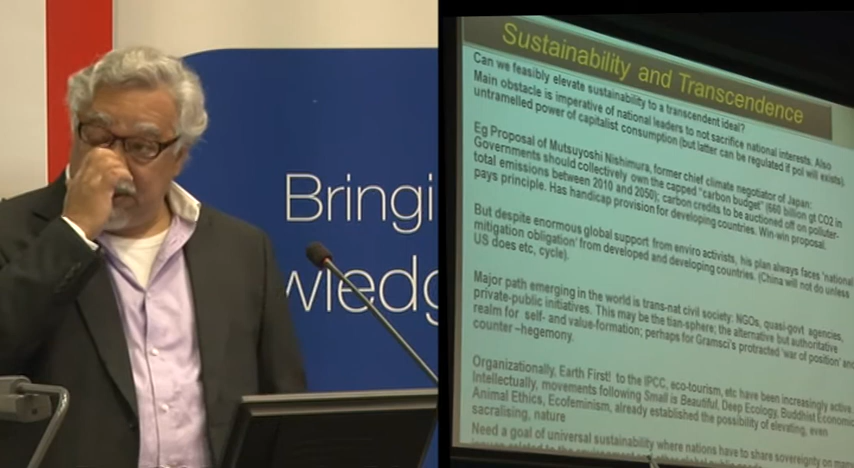 Bringi
wledg
Sustainability and Transcendence
Can we feasibly elevate sustainability to a transcendent ideal?
Main obstacle is imperative of national leaders to not sacrifice national interests. Also
untramelled power of capitalist consumption (but latter can be regulated if pol will exists).
Eg Proposal of Mutsuyoshi Nishimura, former chief climate negotiator of Japan:
Governments should collectively own the capped "carbon budget" (660 billion gt CO2 in
total emissions between 2010 and 2050); carbon credits to be auctioned off on polluter-
pays principle. Has handicap provision for developing countries. Win-win proposal.
But despite enormous global support from enviro activists, his plan always faces 'national
mitigation obligation' from developed and developing countries. (China will not do unless
US does etc, cycle).
Major path emerging in the world is trans-nat civil society: NGOs, quasi-govt agencies,
private-public initiatives. This may be the tian-sphere; the alternative but authoritative
realm for self- and value-formation; perhaps for Gramsci's protracted 'war of position' and
counter –hegemony.
Organizationally, Earth First! to the IPCC, eco-tourism, etc have been increasingly active
Intellectually, movements following Small is Beautiful, Deep Ecology, Buddhist Economic
Animal Ethics, Ecofeminism, already established the possibility of elevating, even
sacralising, nature
Need a goal of universal sustainability where nations have to share sovereignty on